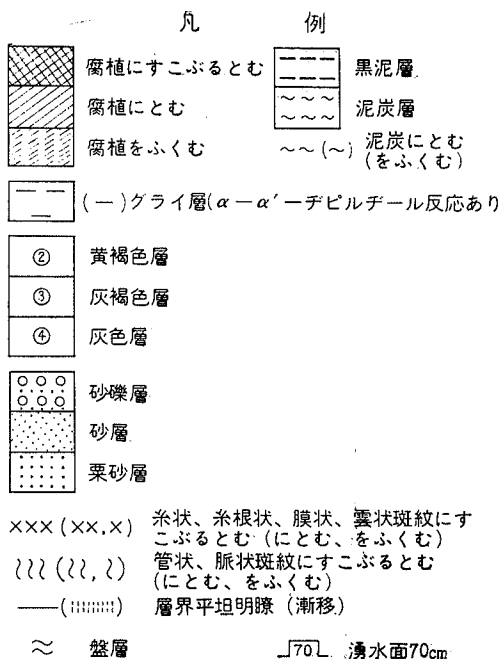 凡例
腐植にすこぶるとむ
腐植にとむ
腐植をふくむ
黒泥層
泥炭層
～～(～) 泥炭にとむ
(をふくむ)
(—)グライ層(α—α′—ヂピルヂール反応あり
② 黄褐色層
③ 灰褐色層
④ 灰色層
砂礫層
砂層
粟砂層
×××(××,×) 糸状、糸根状、膜状、雲状斑紋にす
こぶるとむ(にとむ、をふくむ)
管状、脈状斑紋にすこぶるとむ
(にとむ、をふくむ)
層界平坦明瞭(漸移)
盤層
70 湧水面70cm